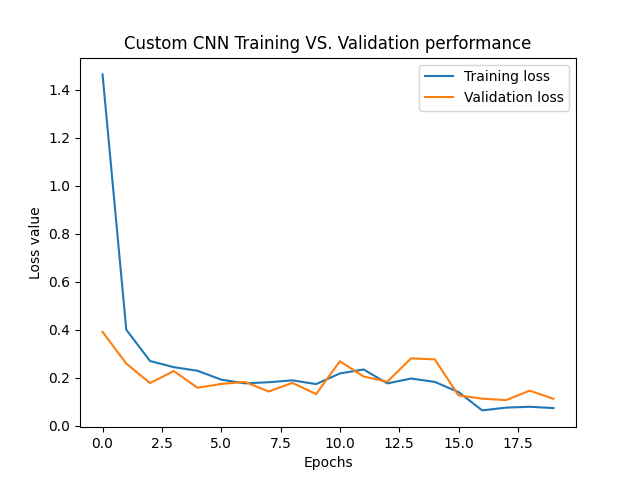 Custom CNN Training VS. Validation performance
Training loss
Validation loss
Loss value
1.4
1.2
1.0
0.8
0.6
0.4
0.2
0.0
0.0 2.5 5.0 7.5 10.0 12.5 15.0 17.5
Epochs